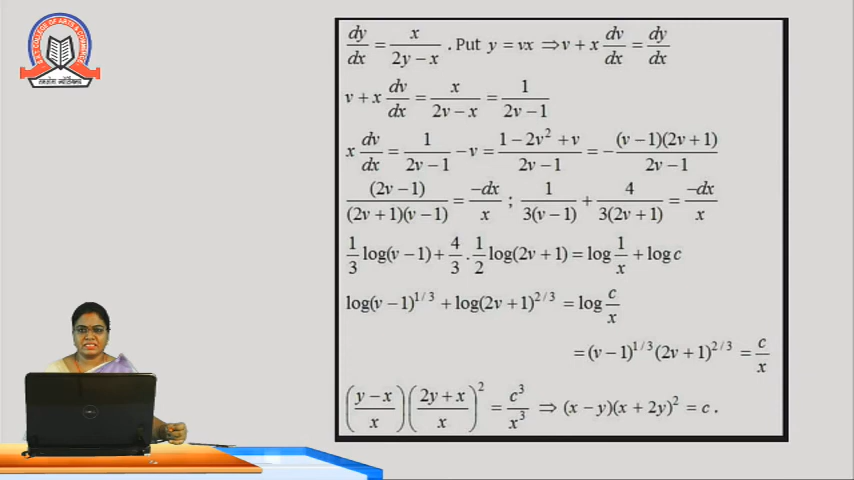 dy/dx = x/(2y − x) . Put y = vx ⇒ v + x dv/dx = dy/dx
v + x dv/dx = x/(2v − x) = 1/(2v − 1)
x dv/dx = 1/(2v − 1) − v = (1 − 2v² + v)/(2v − 1) = −(v − 1)(2v + 1)/(2v − 1)
(2v − 1)/((2v + 1)(v − 1)) = −dx/x ; 1/(3(v − 1)) + 4/(3(2v + 1)) = −dx/x
1/3 log(v − 1) + 4/3 . 1/2 log(2v + 1) = log 1/x + log c
log(v − 1)^1/3 + log(2v + 1)^2/3 = log c/x
= (v − 1)^1/3 (2v + 1)^2/3 = c/x
((y − x)/x) ((2y + x)/x)² = c³/x³ ⇒ (x − y)(x + 2y)² = c .